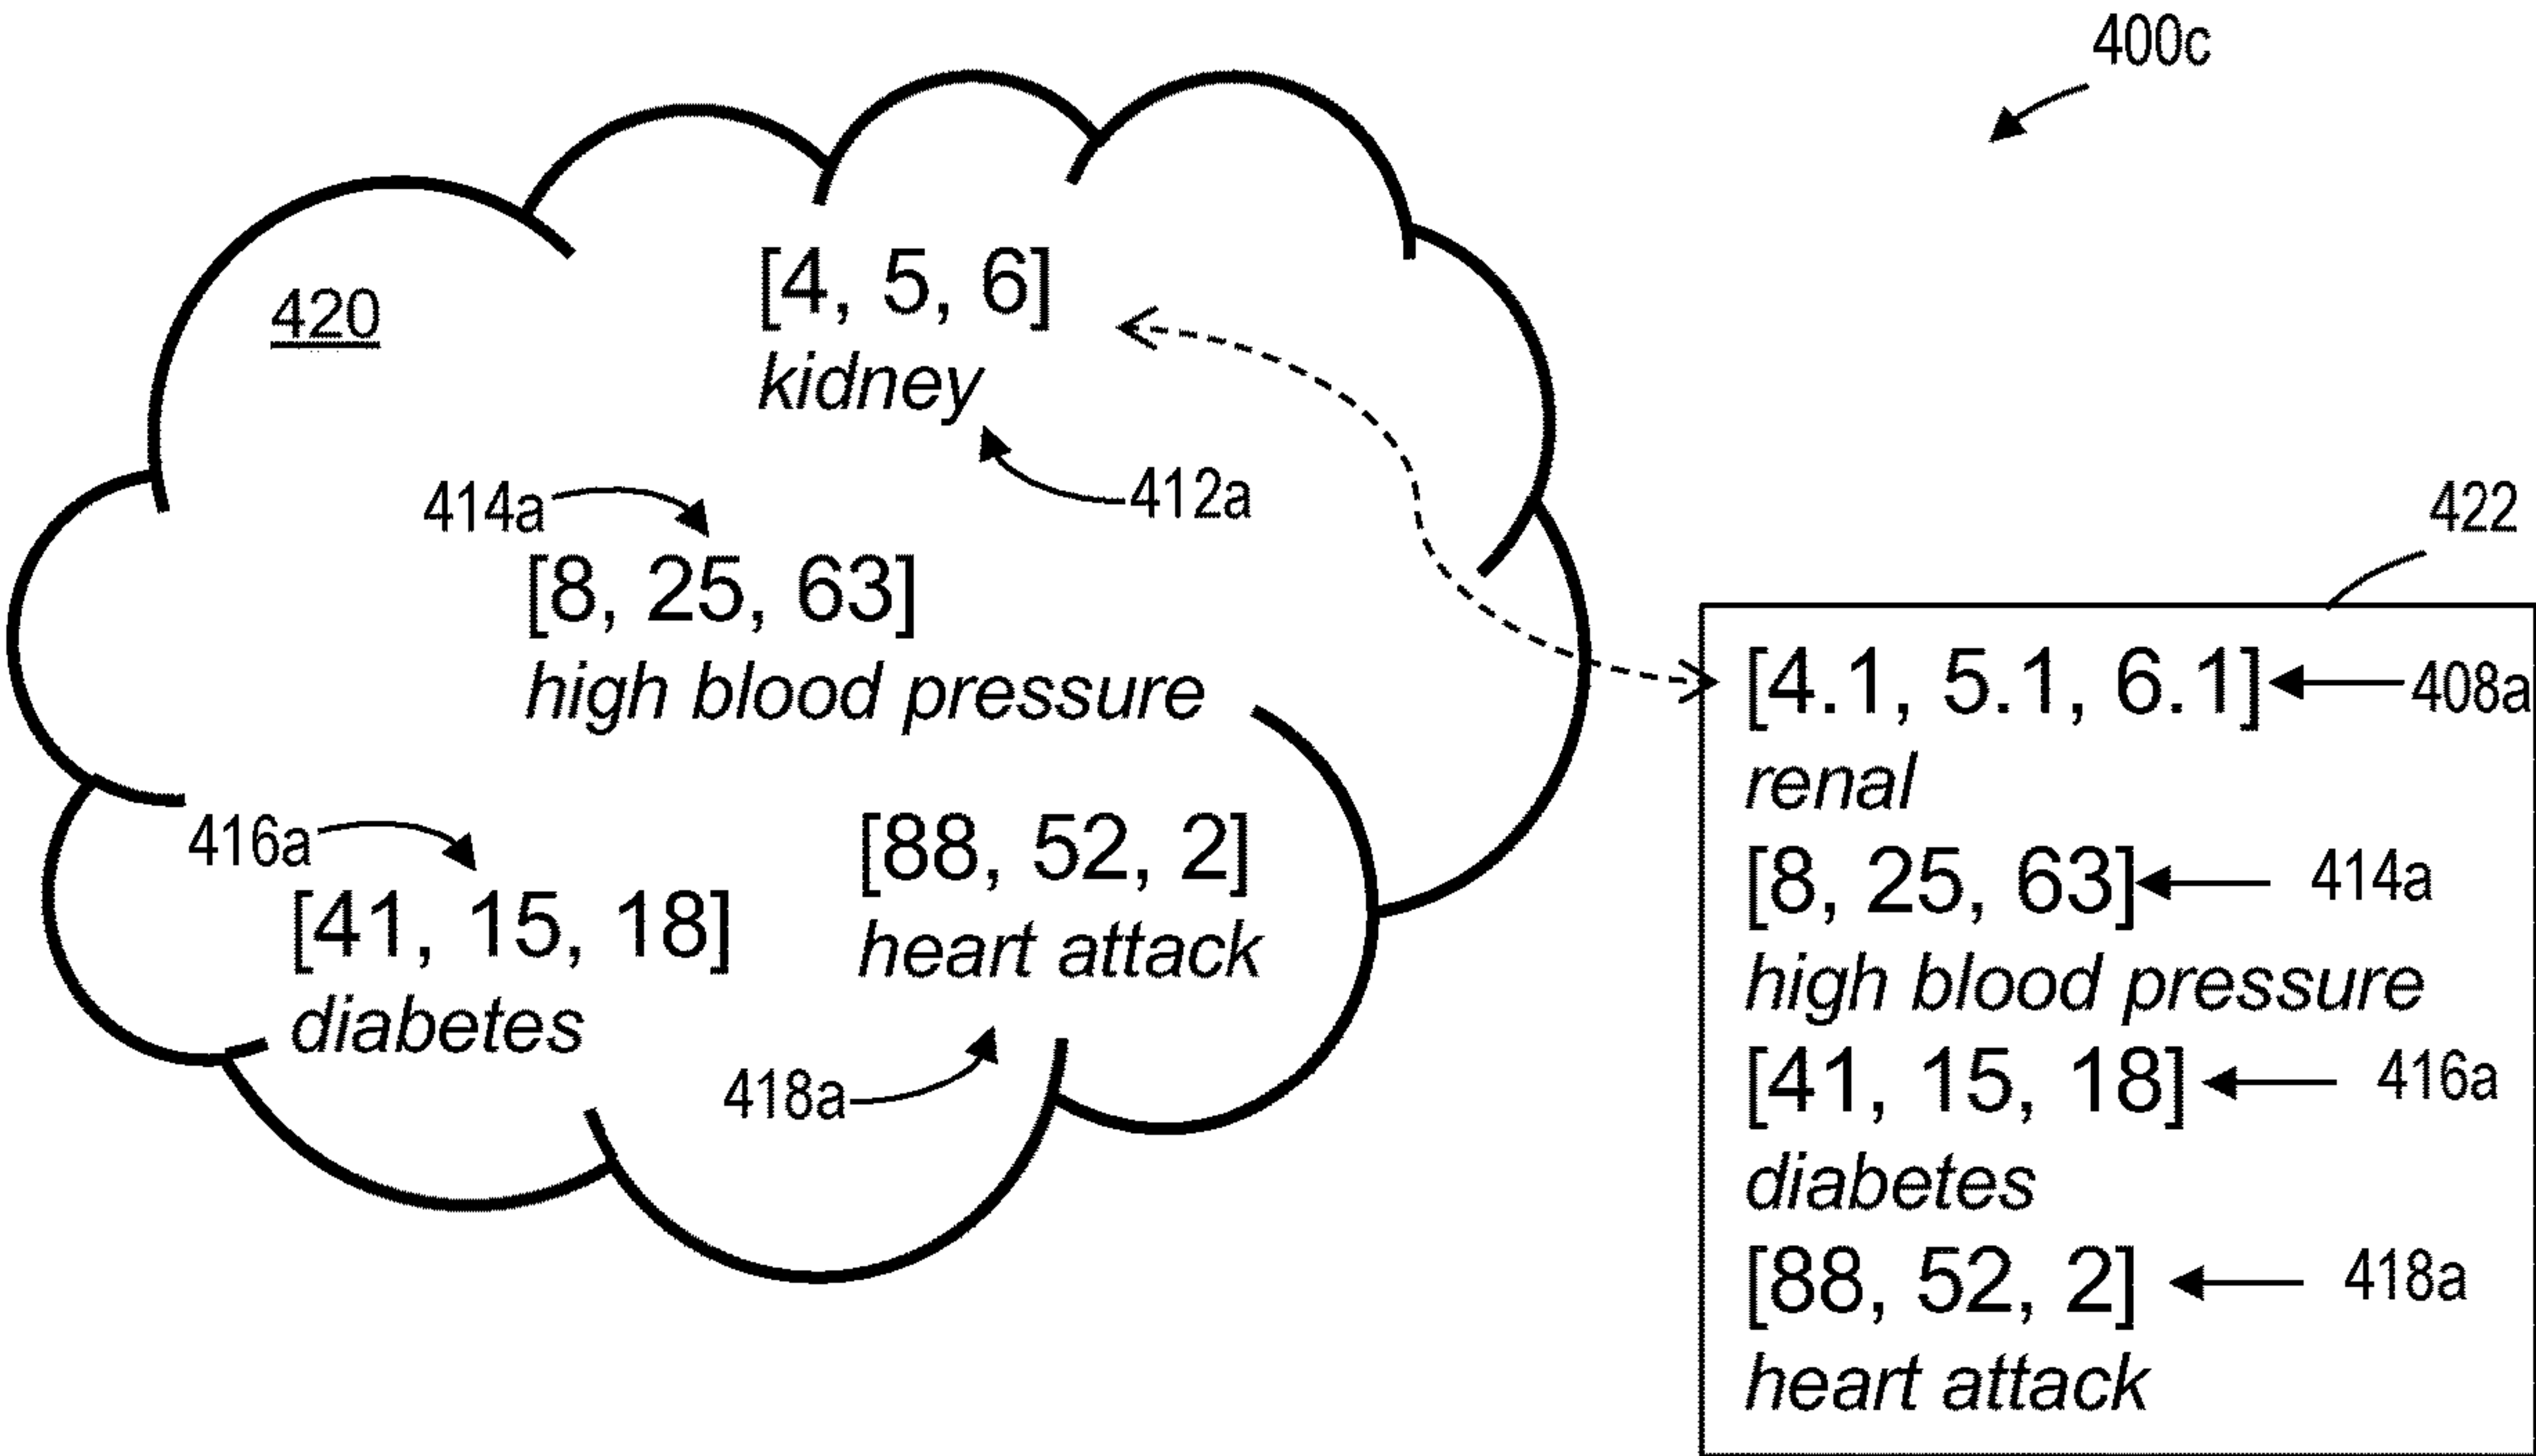 400c
420
[4, 5, 6]
kidney
412a
414a
[8, 25, 63]
high blood pressure
416a
[41, 15, 18]
diabetes
[88, 52, 2]
heart attack
418a
422
[4.1, 5.1, 6.1]
408a
renal
[8, 25, 63]
414a
high blood pressure
[41, 15, 18]
416a
diabetes
[88, 52, 2]
418a
heart attack